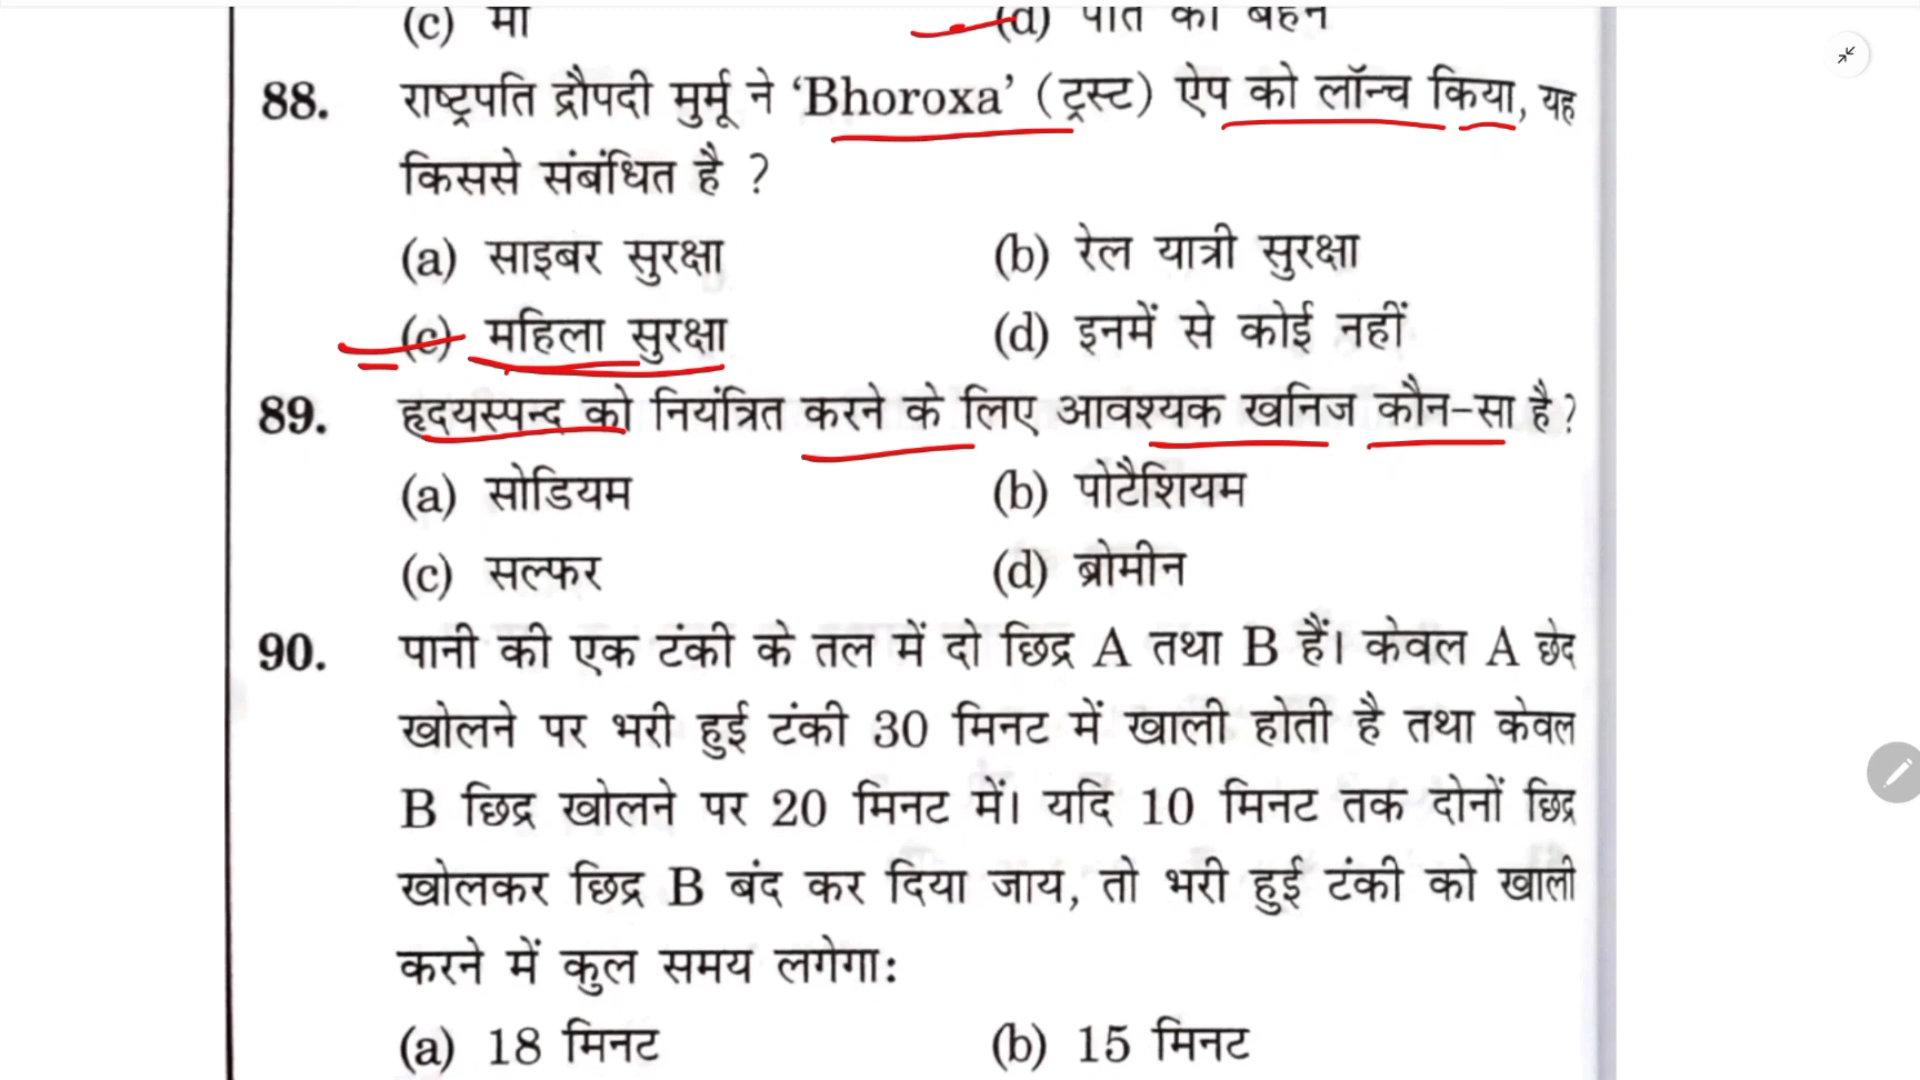 (c) माँ (d) पति की बहन
88. राष्ट्रपति द्रौपदी मुर्मू ने ‘Bhoroxa’ (ट्रस्ट) ऐप को लॉन्च किया, यह
किससे संबंधित है ?
(a) साइबर सुरक्षा (b) रेल यात्री सुरक्षा
(c) महिला सुरक्षा (d) इनमें से कोई नहीं
89. हृदयस्पन्द को नियंत्रित करने के लिए आवश्यक खनिज कौन-सा है ?
(a) सोडियम (b) पोटैशियम
(c) सल्फर (d) ब्रोमीन
90. पानी की एक टंकी के तल में दो छिद्र A तथा B हैं। केवल A छेद
खोलने पर भरी हुई टंकी 30 मिनट में खाली होती है तथा केवल
B छिद्र खोलने पर 20 मिनट में। यदि 10 मिनट तक दोनों छिद्र
खोलकर छिद्र B बंद कर दिया जाय, तो भरी हुई टंकी को खाली
करने में कुल समय लगेगा:
(a) 18 मिनट (b) 15 मिनट